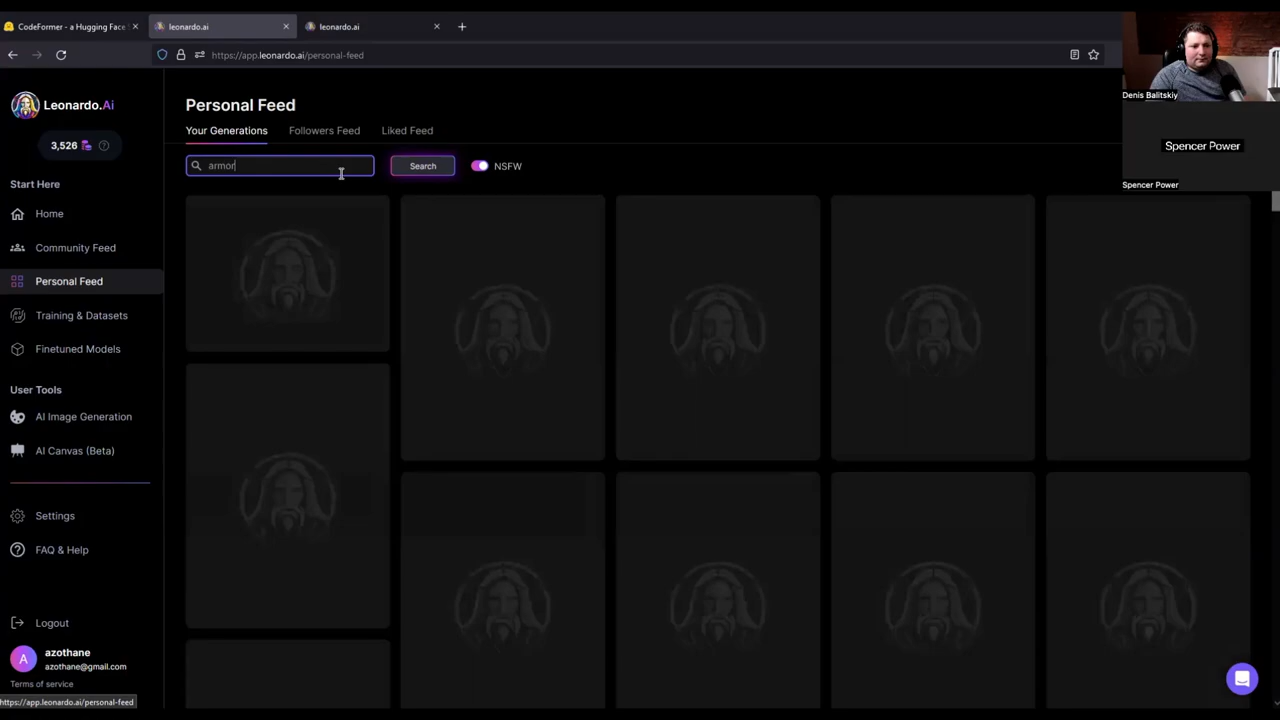 CodeFormer - a Hugging Face
leonardo.ai
leonardo.ai
https://app.leonardo.ai/personal-feed
Denis Balitskiy
Spencer Power
Spencer Power
Leonardo.Ai
3,526
Start Here
Home
Community Feed
Personal Feed
Training & Datasets
Finetuned Models
User Tools
AI Image Generation
AI Canvas (Beta)
Settings
FAQ & Help
Logout
A
azothane
azothane@gmail.com
Terms of service
https://app.leonardo.ai/personal-feed
Personal Feed
Your Generations Followers Feed Liked Feed
armor Search NSFW